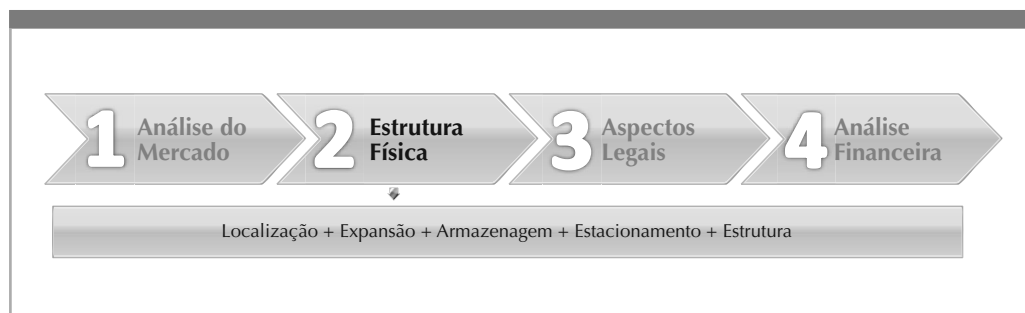 1 Análise do
Mercado
2 Estrutura
Física
3 Aspectos
Legais
4 Análise
Financeira
Localização + Expansão + Armazenagem + Estacionamento + Estrutura